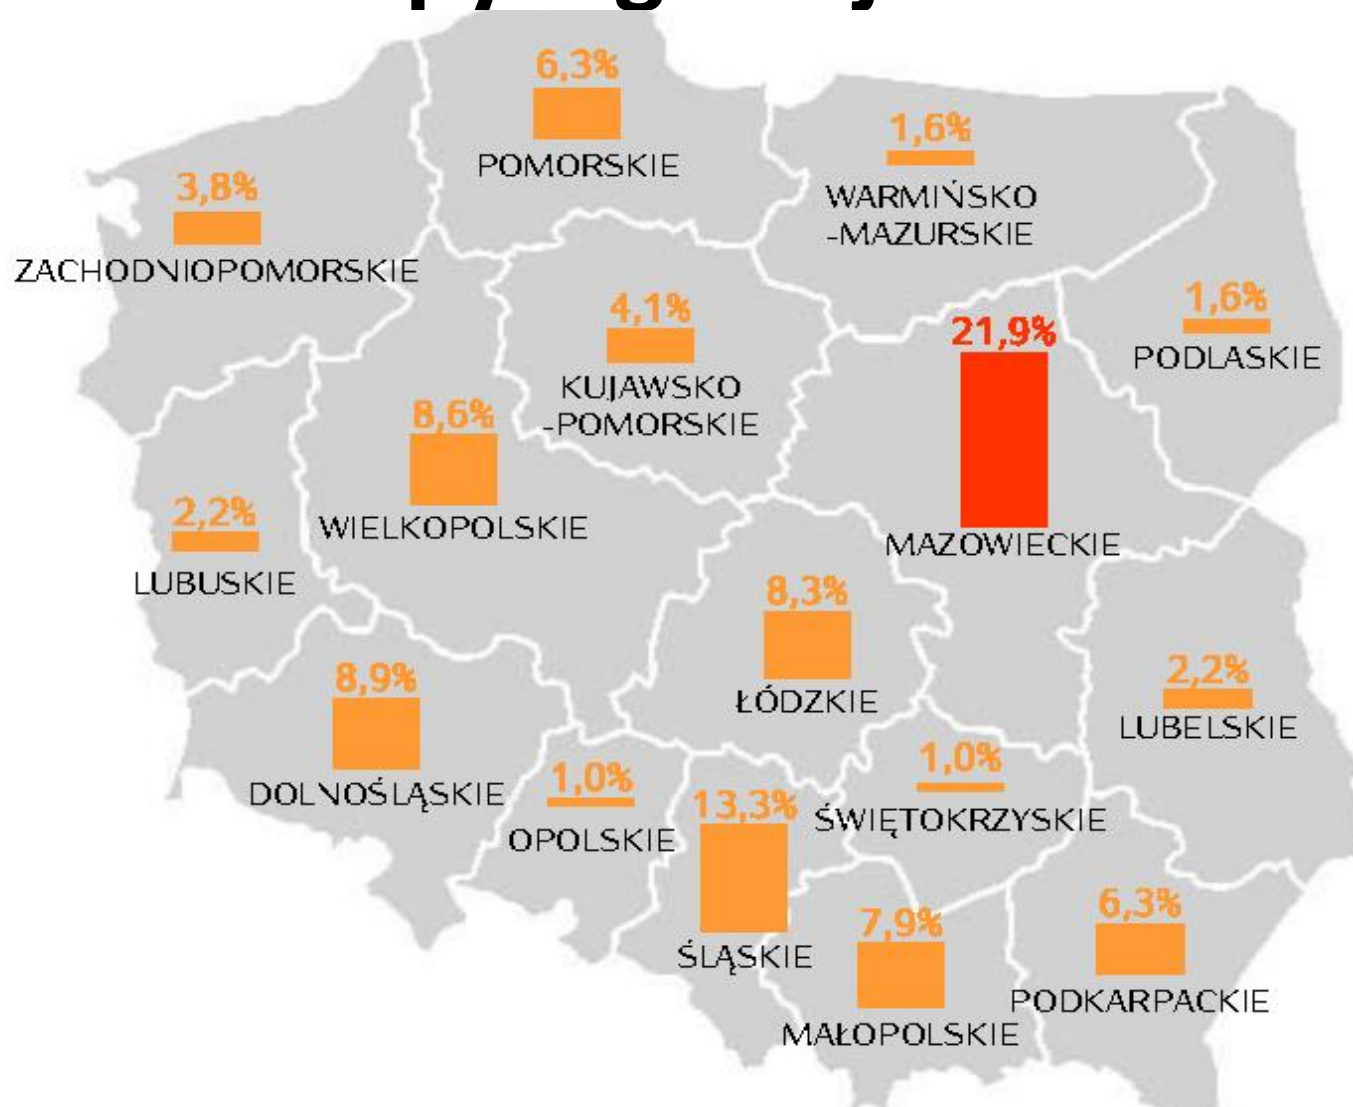 6,3%
POMORSKIE
1,6%
WARMIŃSKO
-MAZURSKIE
3,8%
ZACHODNIOPOMORSKIE
4,1%
KUJAWSKO
-POMORSKIE
1,6%
PODLASKIE
21,9%
MAZOWIECKIE
8,6%
WIELKOPOLSKIE
2,2%
LUBUSKIE
8,3%
ŁÓDZKIE
8,9%
DOLNOŚLĄSKIE
2,2%
LUBELSKIE
1,0%
OPOLSKIE
13,3%
ŚLĄSKIE
1,0%
ŚWIĘTOKRZYSKIE
7,9%
MAŁOPOLSKIE
6,3%
PODKARPACKIE